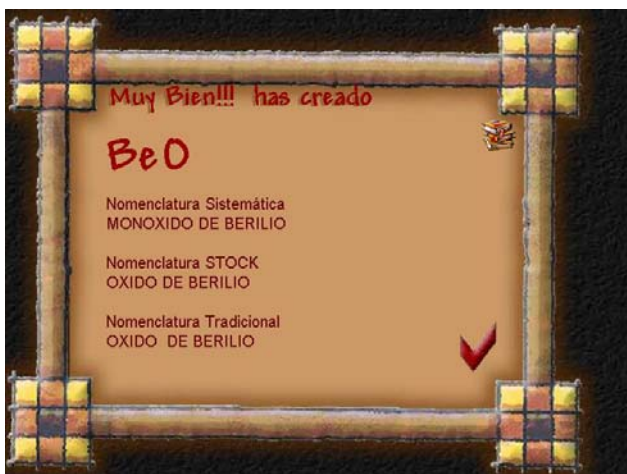 Muy Bien!!! has creado
BeO
Nomenclatura Sistemática
MONOXIDO DE BERILIO
Nomenclatura STOCK
OXIDO DE BERILIO
Nomenclatura Tradicional
OXIDO DE BERILIO